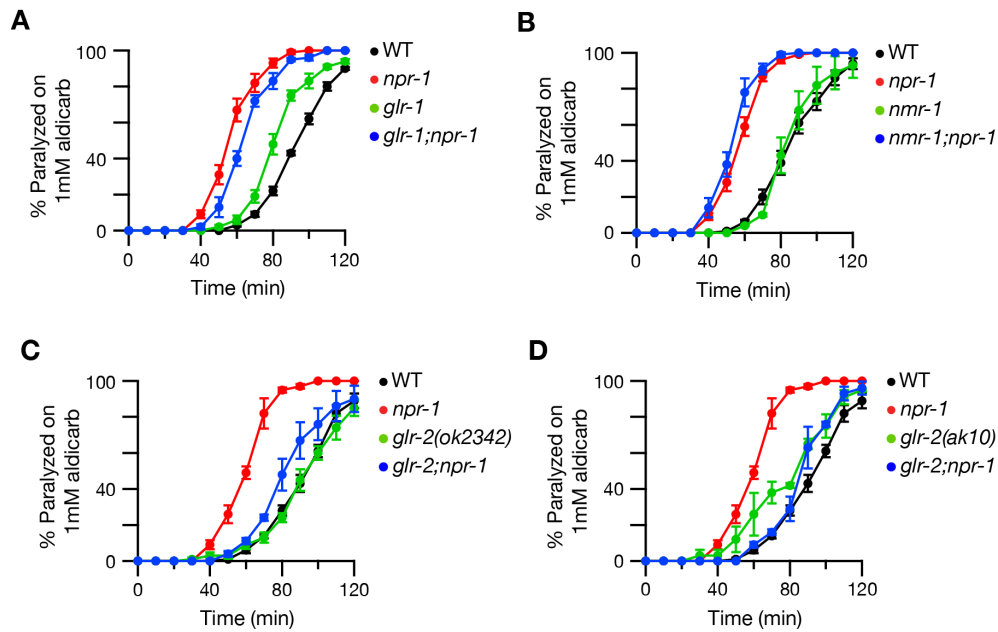 A
% Paralyzed on
1mM aldicarb
100
40
0
0
40
80
120
Time (min)
WT
npr-1
glr-1
glr-1;npr-1
B
% Paralyzed on
1mM aldicarb
100
40
0
0
40
80
120
Time (min)
WT
npr-1
nmr-1
nmr-1;npr-1
C
% Paralyzed on
1mM aldicarb
100
40
0
0
40
80
120
Time (min)
WT
npr-1
glr-2(ok2342)
glr-2;npr-1
D
% Paralyzed on
1mM aldicarb
100
40
0
0
40
80
120
Time (min)
WT
npr-1
glr-2(ak10)
glr-2;npr-1